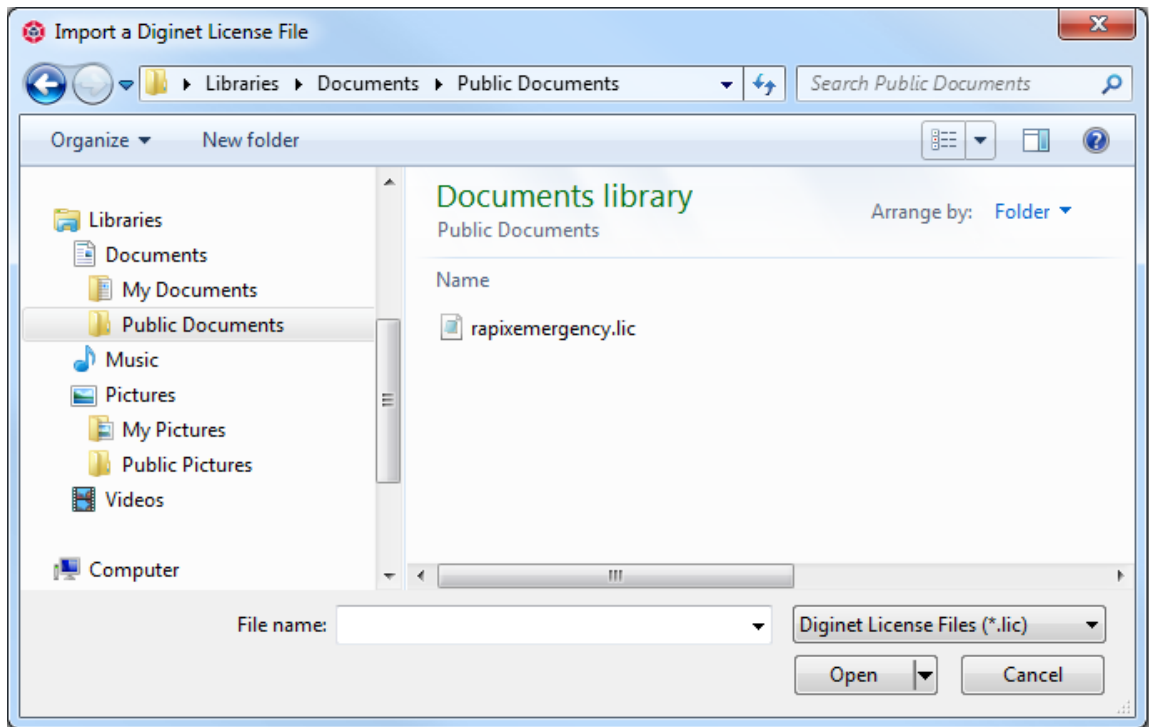 Import a Diginet License File
Libraries Documents Public Documents
Search Public Documents
Organize New folder
Libraries
Documents
My Documents
Public Documents
Music
Pictures
My Pictures
Public Pictures
Videos
Computer
Documents library
Public Documents
Arrange by: Folder
Name
rapixemergency.lic
File name:
Diginet License Files (*.lic)
Open Cancel